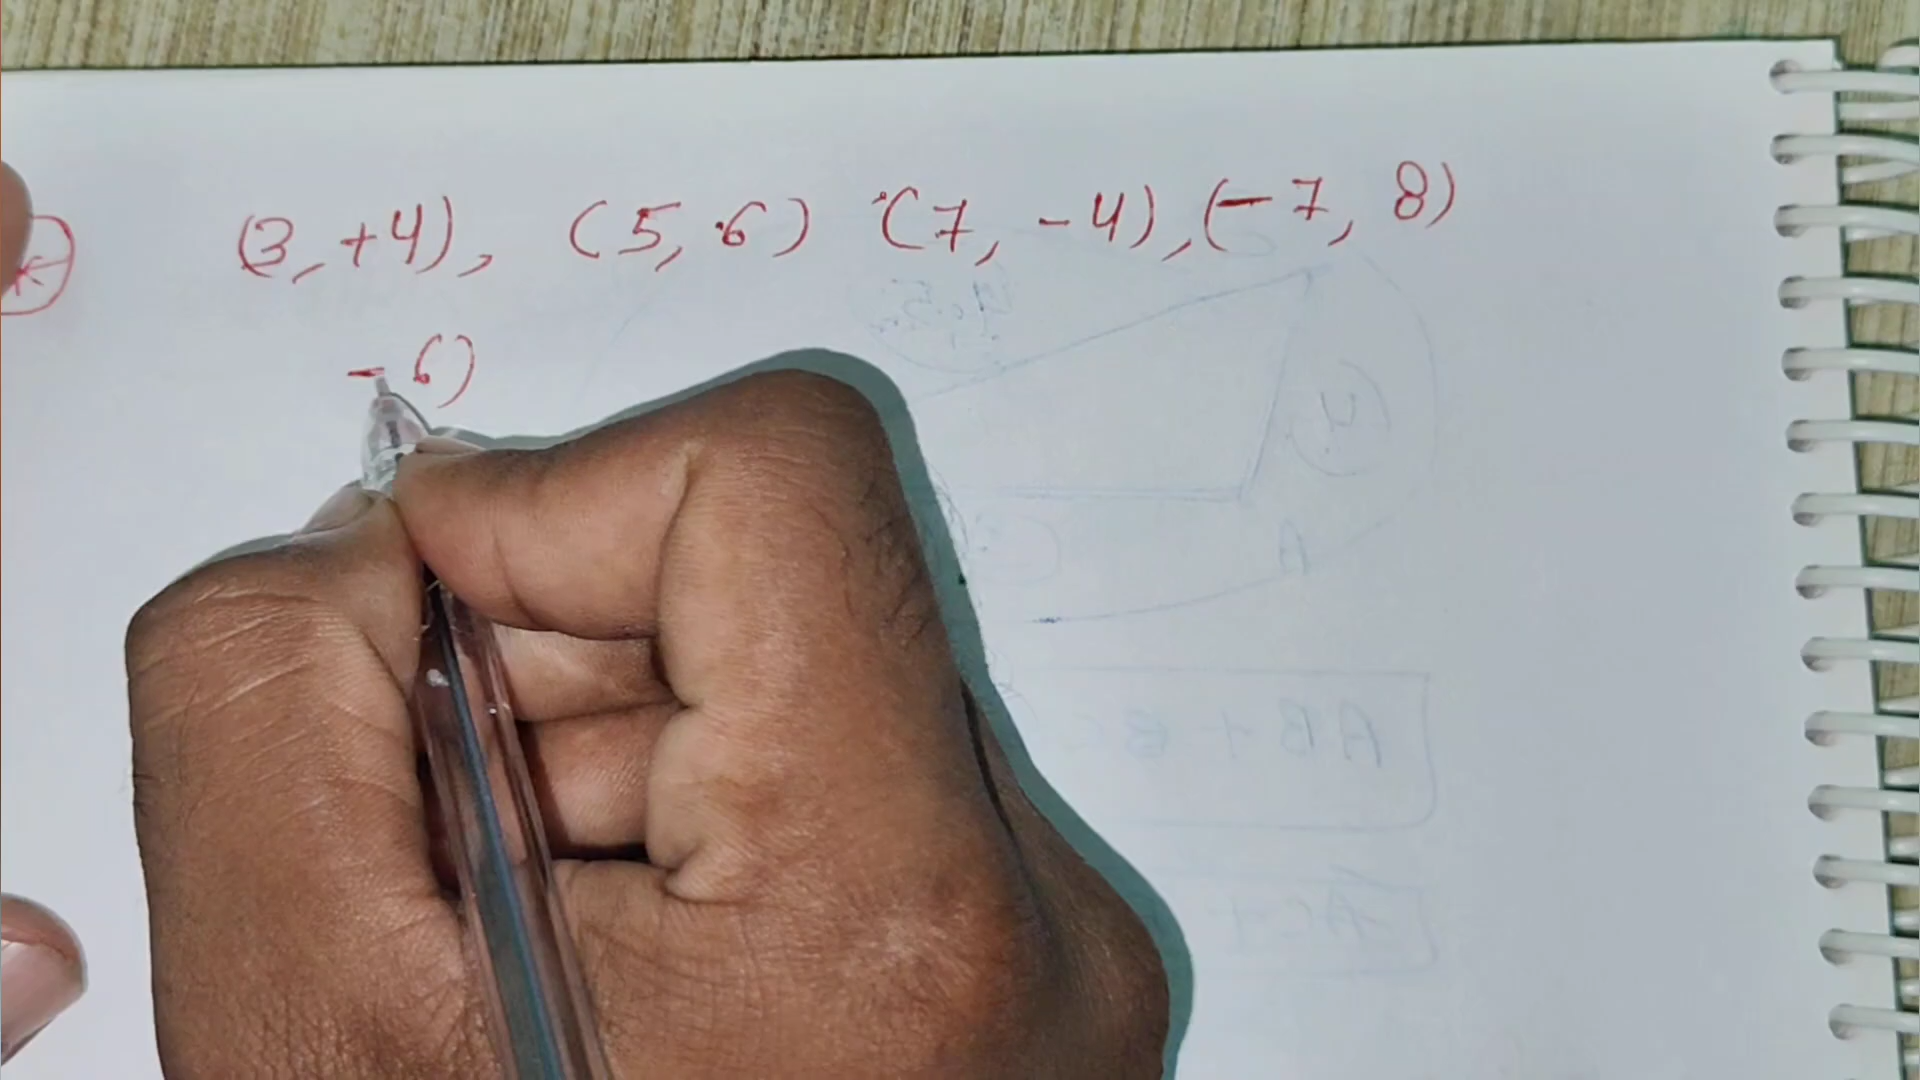 (3, +4), (5, 6) (7, -4), (-7, 8)
- 6)